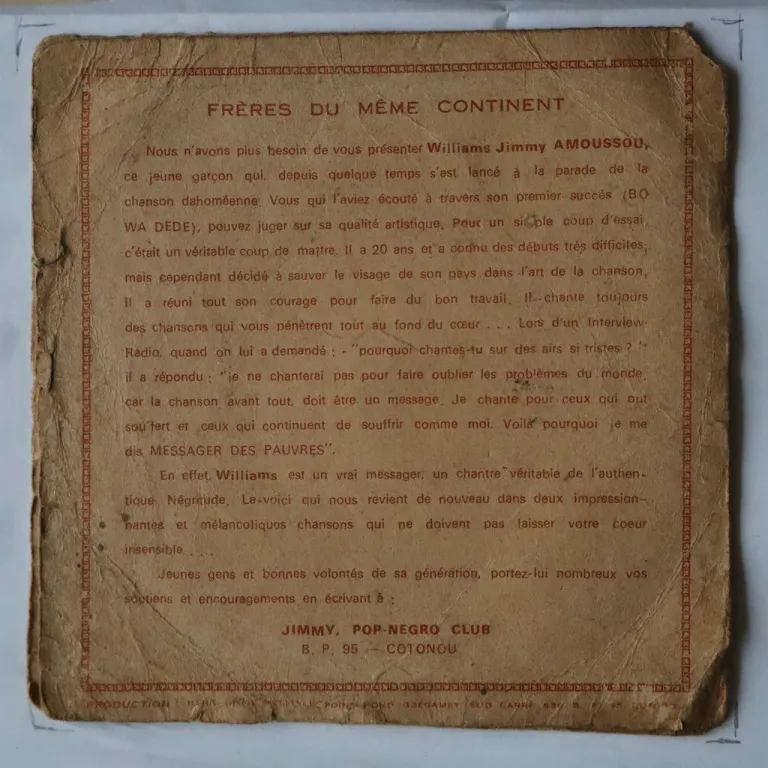 FRÈRES DU MÊME CONTINENT
Nous n'avons plus besoin de vous présenter Williams Jimmy AMOUSSOU,
ce jeune garçon qui, depuis quelque temps s'est lancé à la parade de la
chanson dahoméenne. Vous qui l'aviez écouté à travers son premier succès (BO
WA DEDE), pouvez juger sur sa qualité artistique. Pour un simple coup d'essai
c'était un véritable coup de maître. Il a 20 ans et a connu des débuts très difficiles,
mais cependant décidé à sauver le visage de son pays dans l'art de la chanson,
il a réuni tout son courage pour faire du bon travail. Il chante toujours
des chansons qui vous pénètrent tout au fond du cœur . . . Lors d'un Interview-
Radio, quand on lui a demandé : - "pourquoi chantes-tu sur des airs si tristes ? "
il a répondu : "je ne chanterai pas pour faire oublier les problèmes du monde
car la chanson avant tout, doit être un message. Je chante pour ceux qui ont
souffert et ceux qui continuent de souffrir comme moi. Voilà pourquoi je me
dis MESSAGER DES PAUVRES".
En effet, Williams est un vrai messager, un chantre véritable de l'authen-
tique Négritude. Le-voici qui nous revient de nouveau dans deux impression-
nantes et mélancoliques chansons qui ne doivent pas laisser votre coeur
insensible . . .
Jeunes gens et bonnes volontés de sa génération, portez-lui nombreux vos
soutiens et encouragements en écrivant à :
JIMMY, POP-NEGRO CLUB
B. P. 95 — COTONOU
PRODUCTION GBEGAMEY SUD CARRE